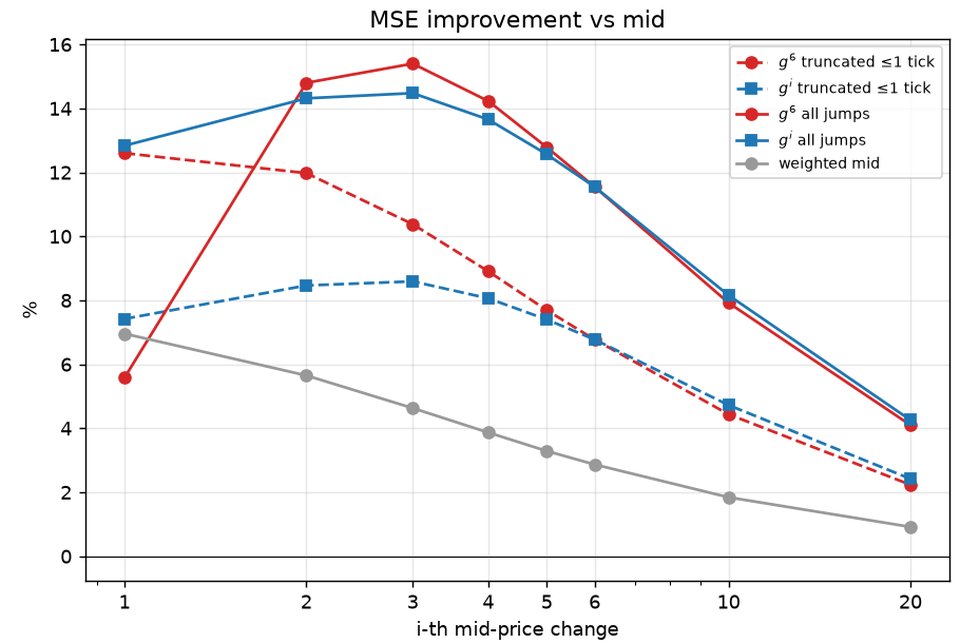 MSE improvement vs mid
16
14
12
10
8
6
4
2
0
%
g⁶ truncated ≤1 tick
gⁱ truncated ≤1 tick
g⁶ all jumps
gⁱ all jumps
weighted mid
1 2 3 4 5 6 10 20
i-th mid-price change